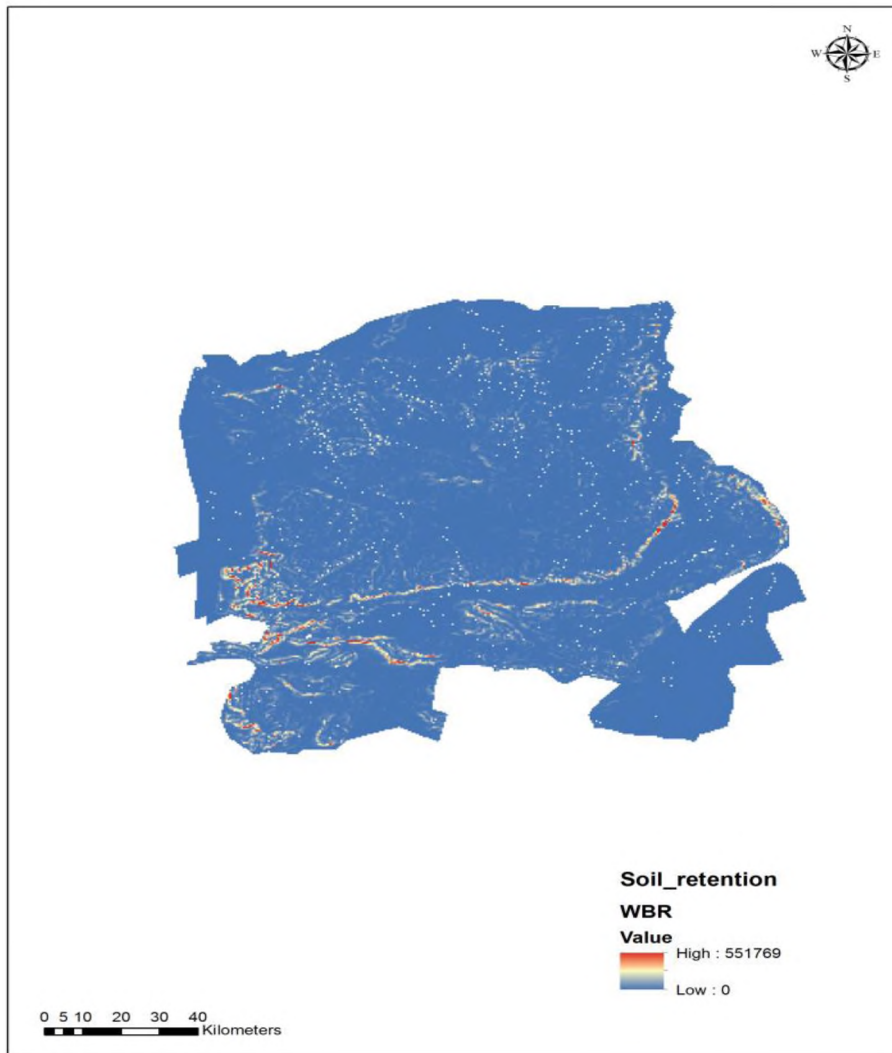 N
W E
S
Soil_retention
WBR
Value
High : 551769
Low : 0
0 5 10 20 30 40
Kilometers